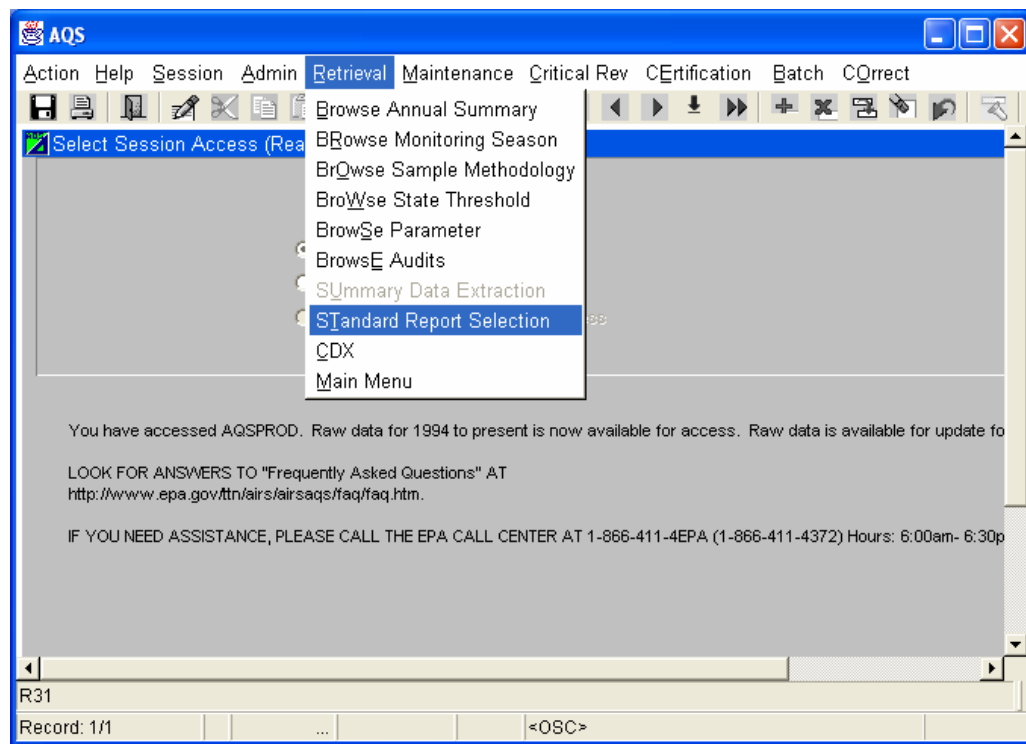 AQS
Action Help Session Admin Retrieval Maintenance Critical Rev CErtification Batch COrrect
Select Session Access (Rea
Browse Annual Summary
BRowse Monitoring Season
BrOwse Sample Methodology
BroWse State Threshold
BrowSe Parameter
BrowsE Audits
SUmmary Data Extraction
STandard Report Selection
CDX
Main Menu
You have accessed AQSPROD. Raw data for 1994 to present is now available for access. Raw data is available for update fo
LOOK FOR ANSWERS TO "Frequently Asked Questions" AT
http://www.epa.gov/ttn/airs/airsaqs/faq/faq.htm.
IF YOU NEED ASSISTANCE, PLEASE CALL THE EPA CALL CENTER AT 1-866-411-4EPA (1-866-411-4372) Hours: 6:00am- 6:30p
R31
Record: 1/1 ... <OSC>